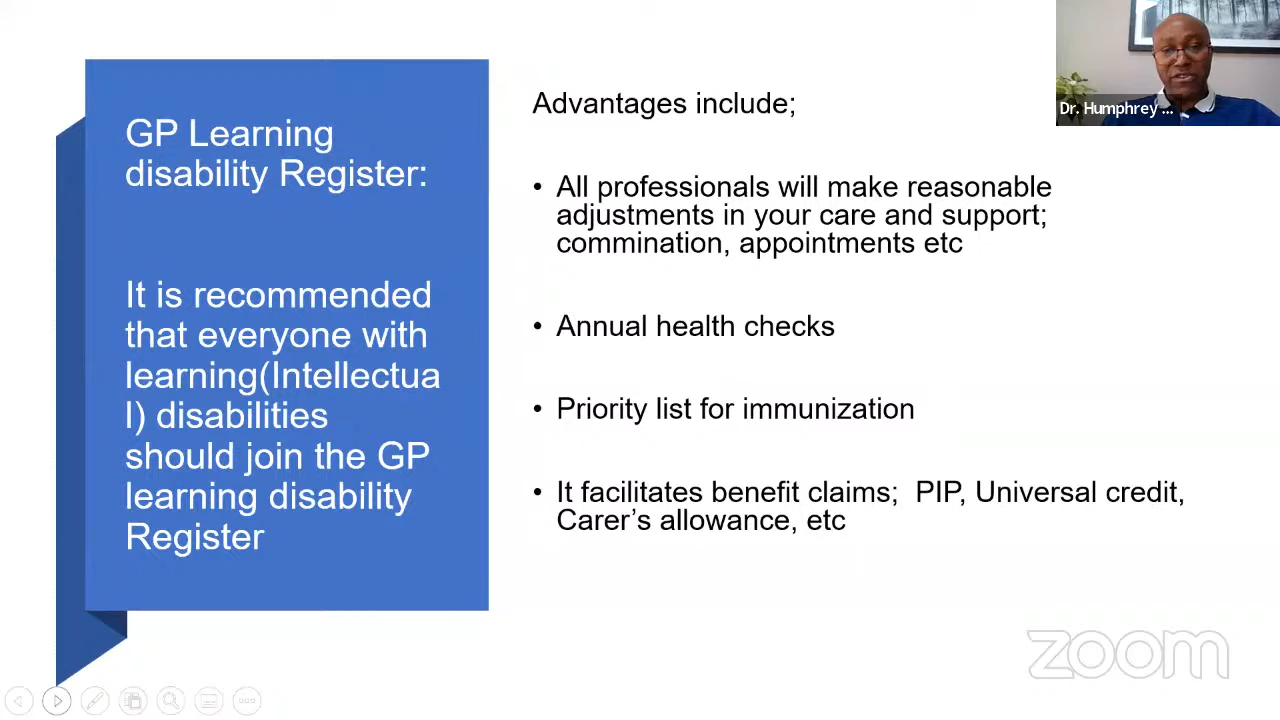 GP Learning
disability Register:
It is recommended
that everyone with
learning(Intellectua
l) disabilities
should join the GP
learning disability
Register
Advantages include;
• All professionals will make reasonable
adjustments in your care and support;
commination, appointments etc
• Annual health checks
• Priority list for immunization
• It facilitates benefit claims;  PIP, Universal credit,
Carer’s allowance, etc
Dr. Humphrey ...
zoom